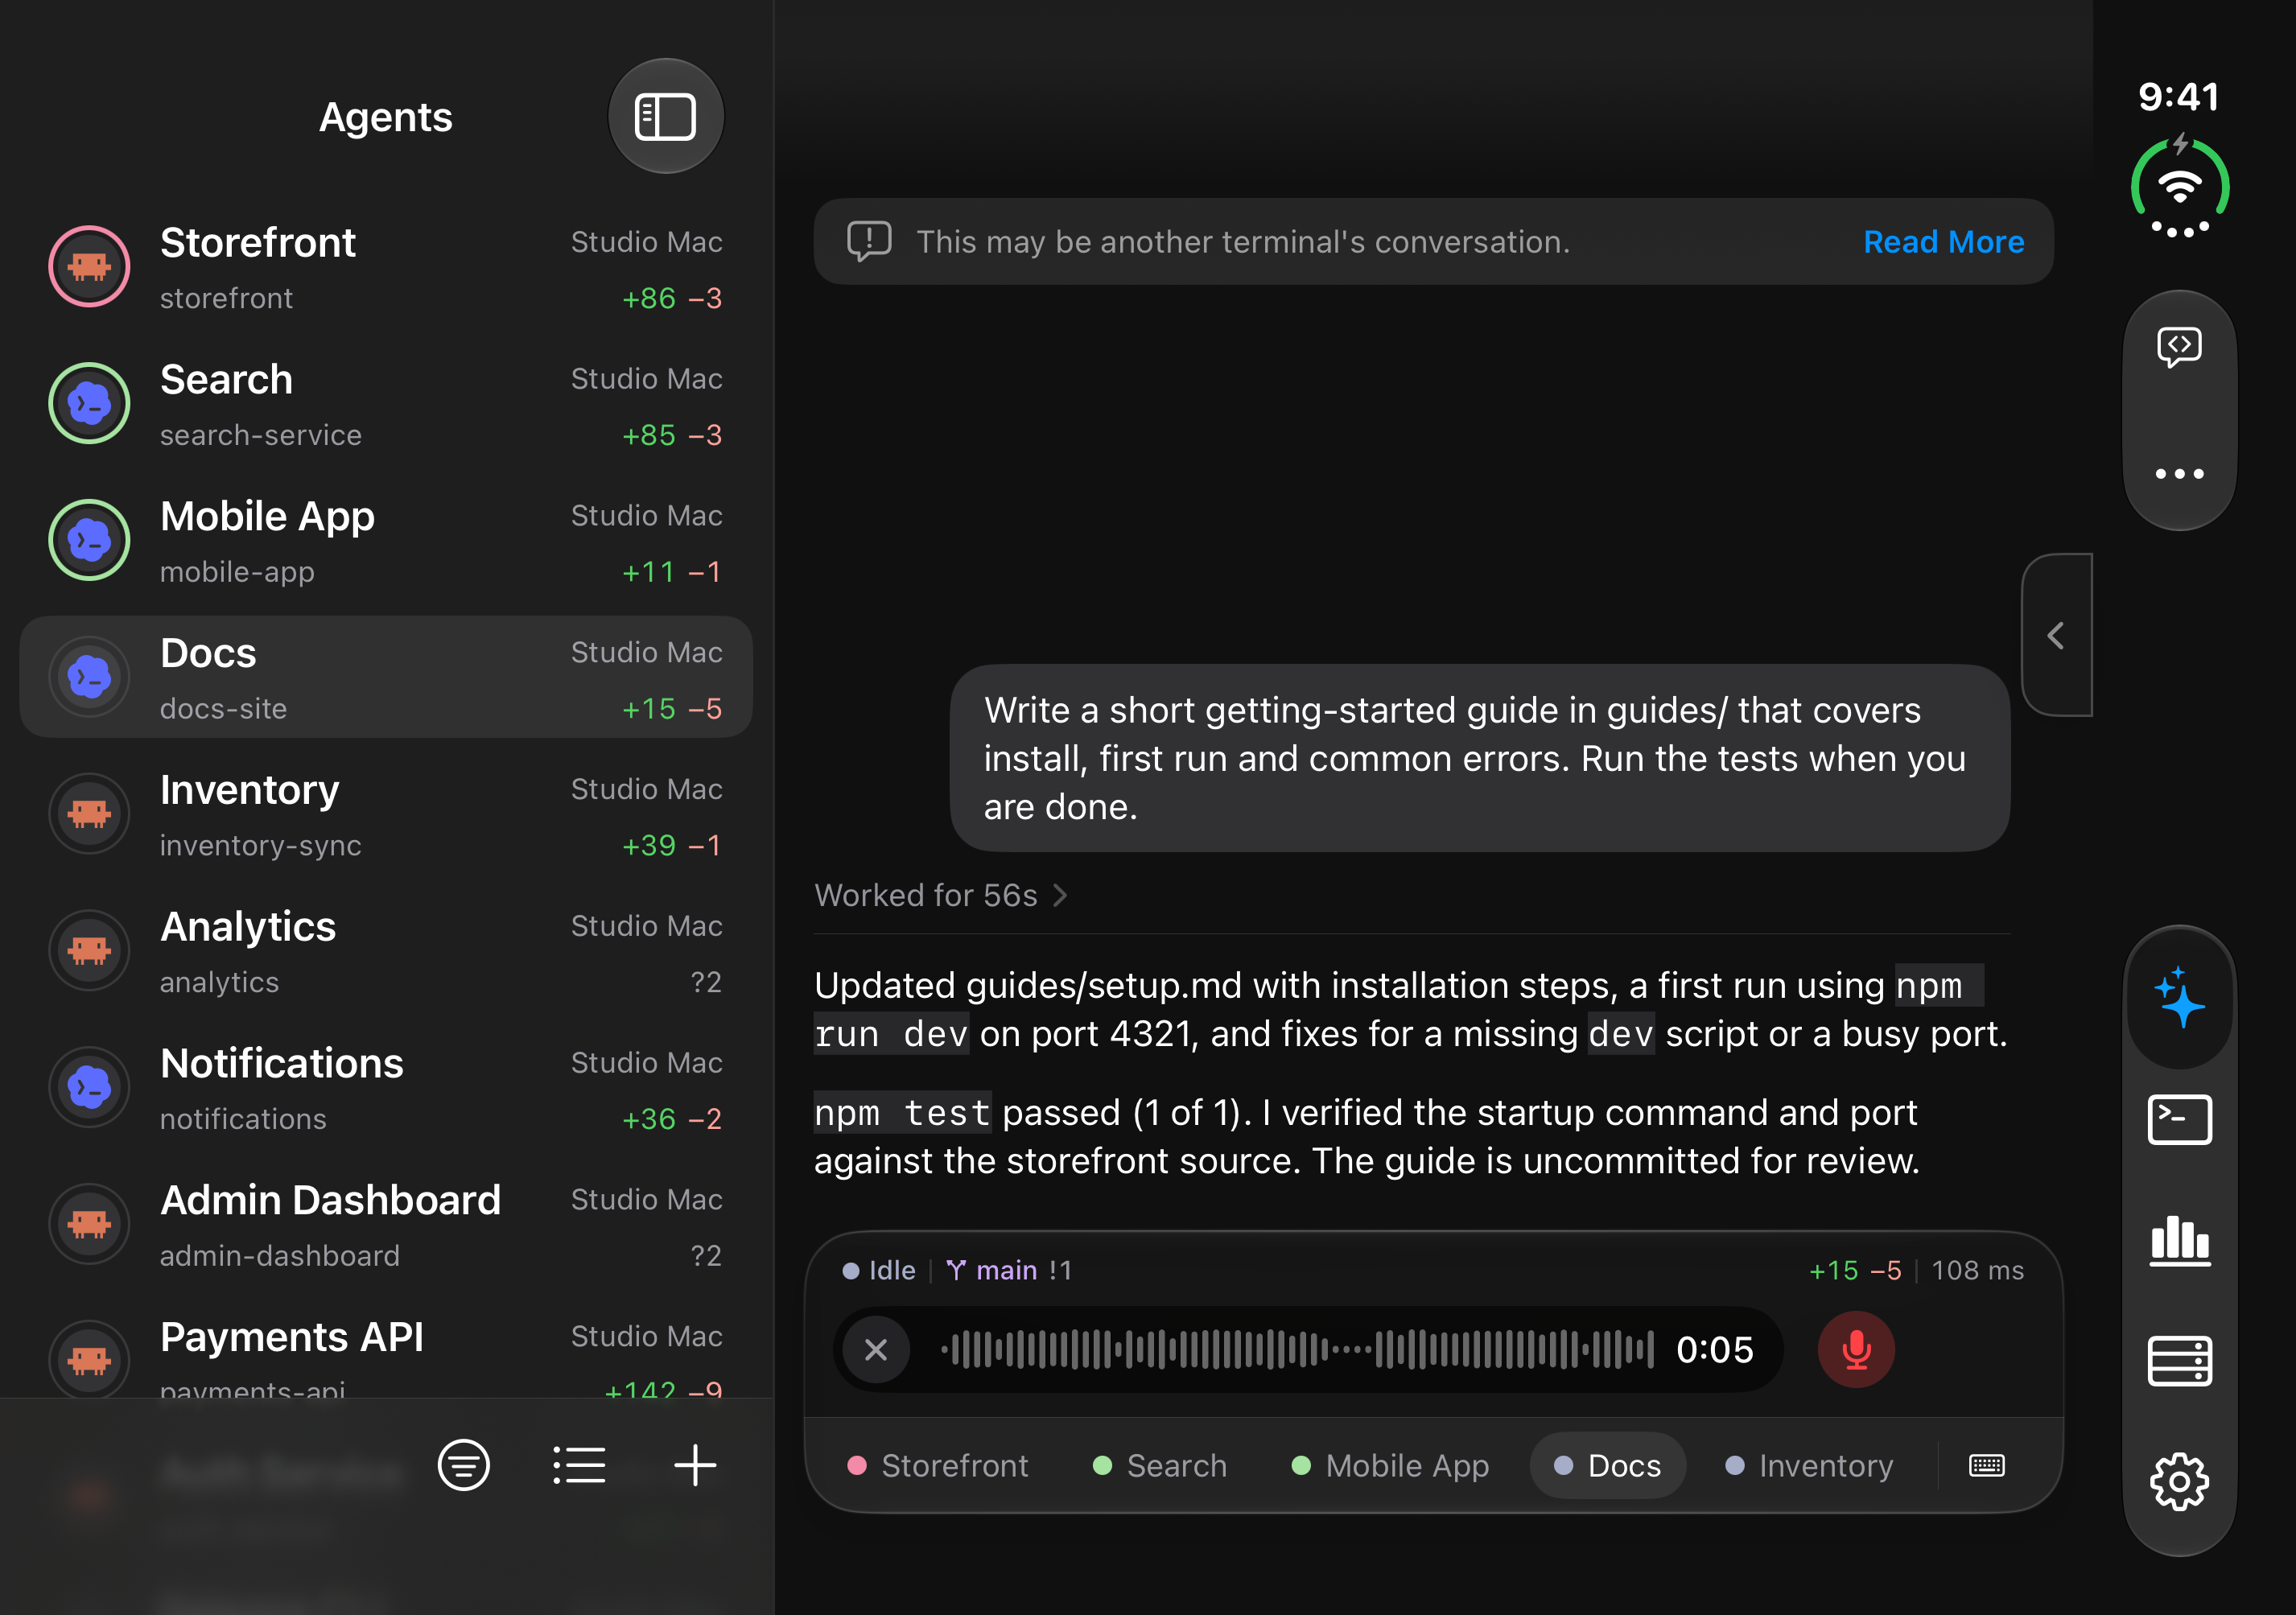 Agents
Storefront
Studio Mac
storefront
+86 −3
Search
Studio Mac
search-service
+85 −3
Mobile App
Studio Mac
mobile-app
+11 −1
Docs
Studio Mac
docs-site
+15 −5
Inventory
Studio Mac
inventory-sync
+39 −1
Analytics
Studio Mac
analytics
?2
Notifications
Studio Mac
notifications
+36 −2
Admin Dashboard
Studio Mac
admin-dashboard
?2
Payments API
Studio Mac
payments-api
+142 −9
This may be another terminal's conversation.
Read More
Write a short getting-started guide in guides/ that covers
install, first run and common errors. Run the tests when you
are done.
Worked for 56s
Updated guides/setup.md with installation steps, a first run using npm
run dev on port 4321, and fixes for a missing dev script or a busy port.
npm test passed (1 of 1). I verified the startup command and port
against the storefront source. The guide is uncommitted for review.
Idle
main !1
+15 −5
108 ms
0:05
Storefront
Search
Mobile App
Docs
Inventory
9:41